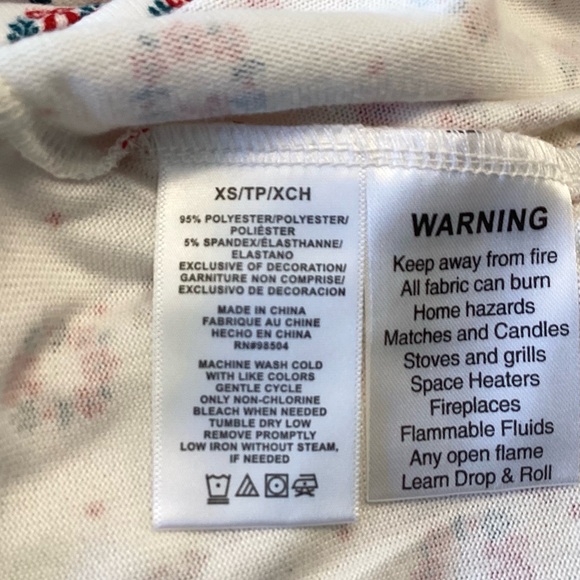 XS/TP/XCH
95% POLYESTER/POLYESTER/
POLIÉSTER
5% SPANDEX/ÉLASTHANNE/
ELASTANO
EXCLUSIVE OF DECORATION/
GARNITURE NON COMPRISE/
EXCLUSIVO DE DECORACION
MADE IN CHINA
FABRIQUE AU CHINE
HECHO EN CHINA
RN#98504
MACHINE WASH COLD
WITH LIKE COLORS
GENTLE CYCLE
ONLY NON-CHLORINE
BLEACH WHEN NEEDED
TUMBLE DRY LOW
REMOVE PROMPTLY
LOW IRON WITHOUT STEAM,
IF NEEDED
WARNING
Keep away from fire
All fabric can burn
Home hazards
Matches and Candles
Stoves and grills
Space Heaters
Fireplaces
Flammable Fluids
Any open flame
Learn Drop & Roll